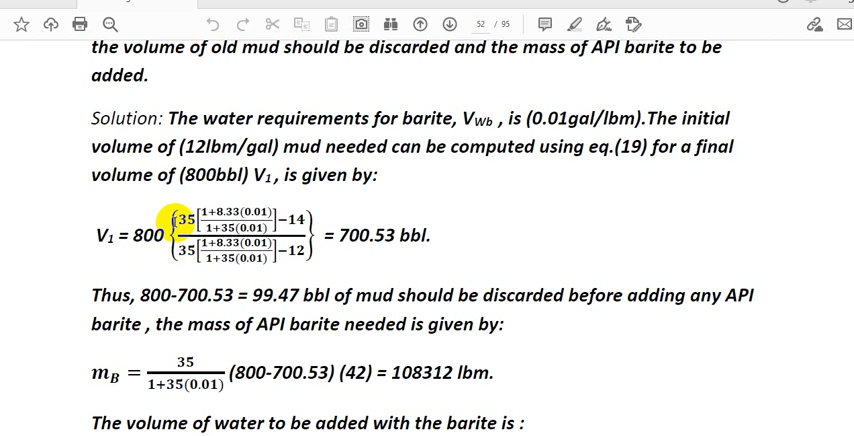 52 / 95
the volume of old mud should be discarded and the mass of API barite to be
added.
Solution: The water requirements for barite, VWb , is (0.01gal/lbm).The initial
volume of (12lbm/gal) mud needed can be computed using eq.(19) for a final
volume of (800bbl) V1, is given by:
V1 = 800 {35[(1+8.33(0.01))/(1+35(0.01))]−14 / 35[(1+8.33(0.01))/(1+35(0.01))]−12} = 700.53 bbl.
Thus, 800-700.53 = 99.47 bbl of mud should be discarded before adding any API
barite , the mass of API barite needed is given by:
mB = 35/(1+35(0.01)) (800-700.53) (42) = 108312 lbm.
The volume of water to be added with the barite is :